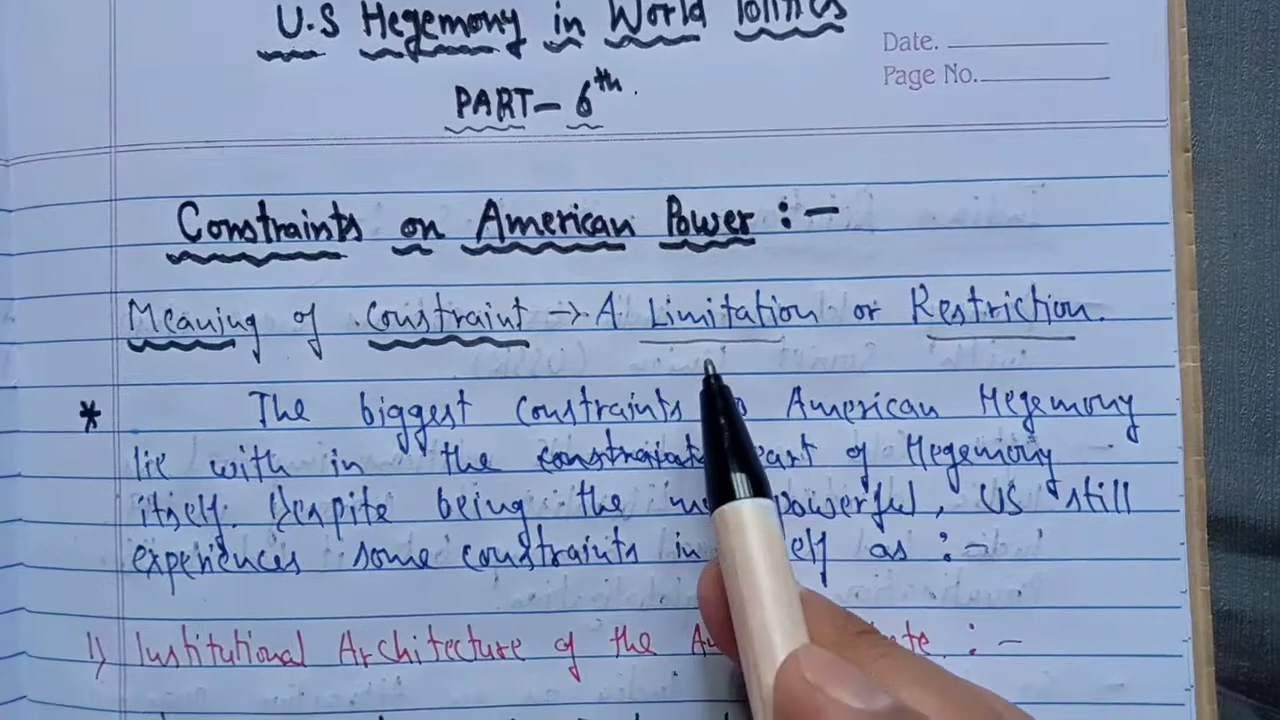 U.S Hegemony in World Politics
Date.
Page No.
PART- 6th.
Constraints on American Power :-
Meaning of Constraint → A Limitation or Restriction.
* The biggest constraints American Hegemony
lie with in the heart of Hegemony
itself. Despite being the powerful, US still
experiences some constraints in as :-
1) Institutional Architecture of the :-